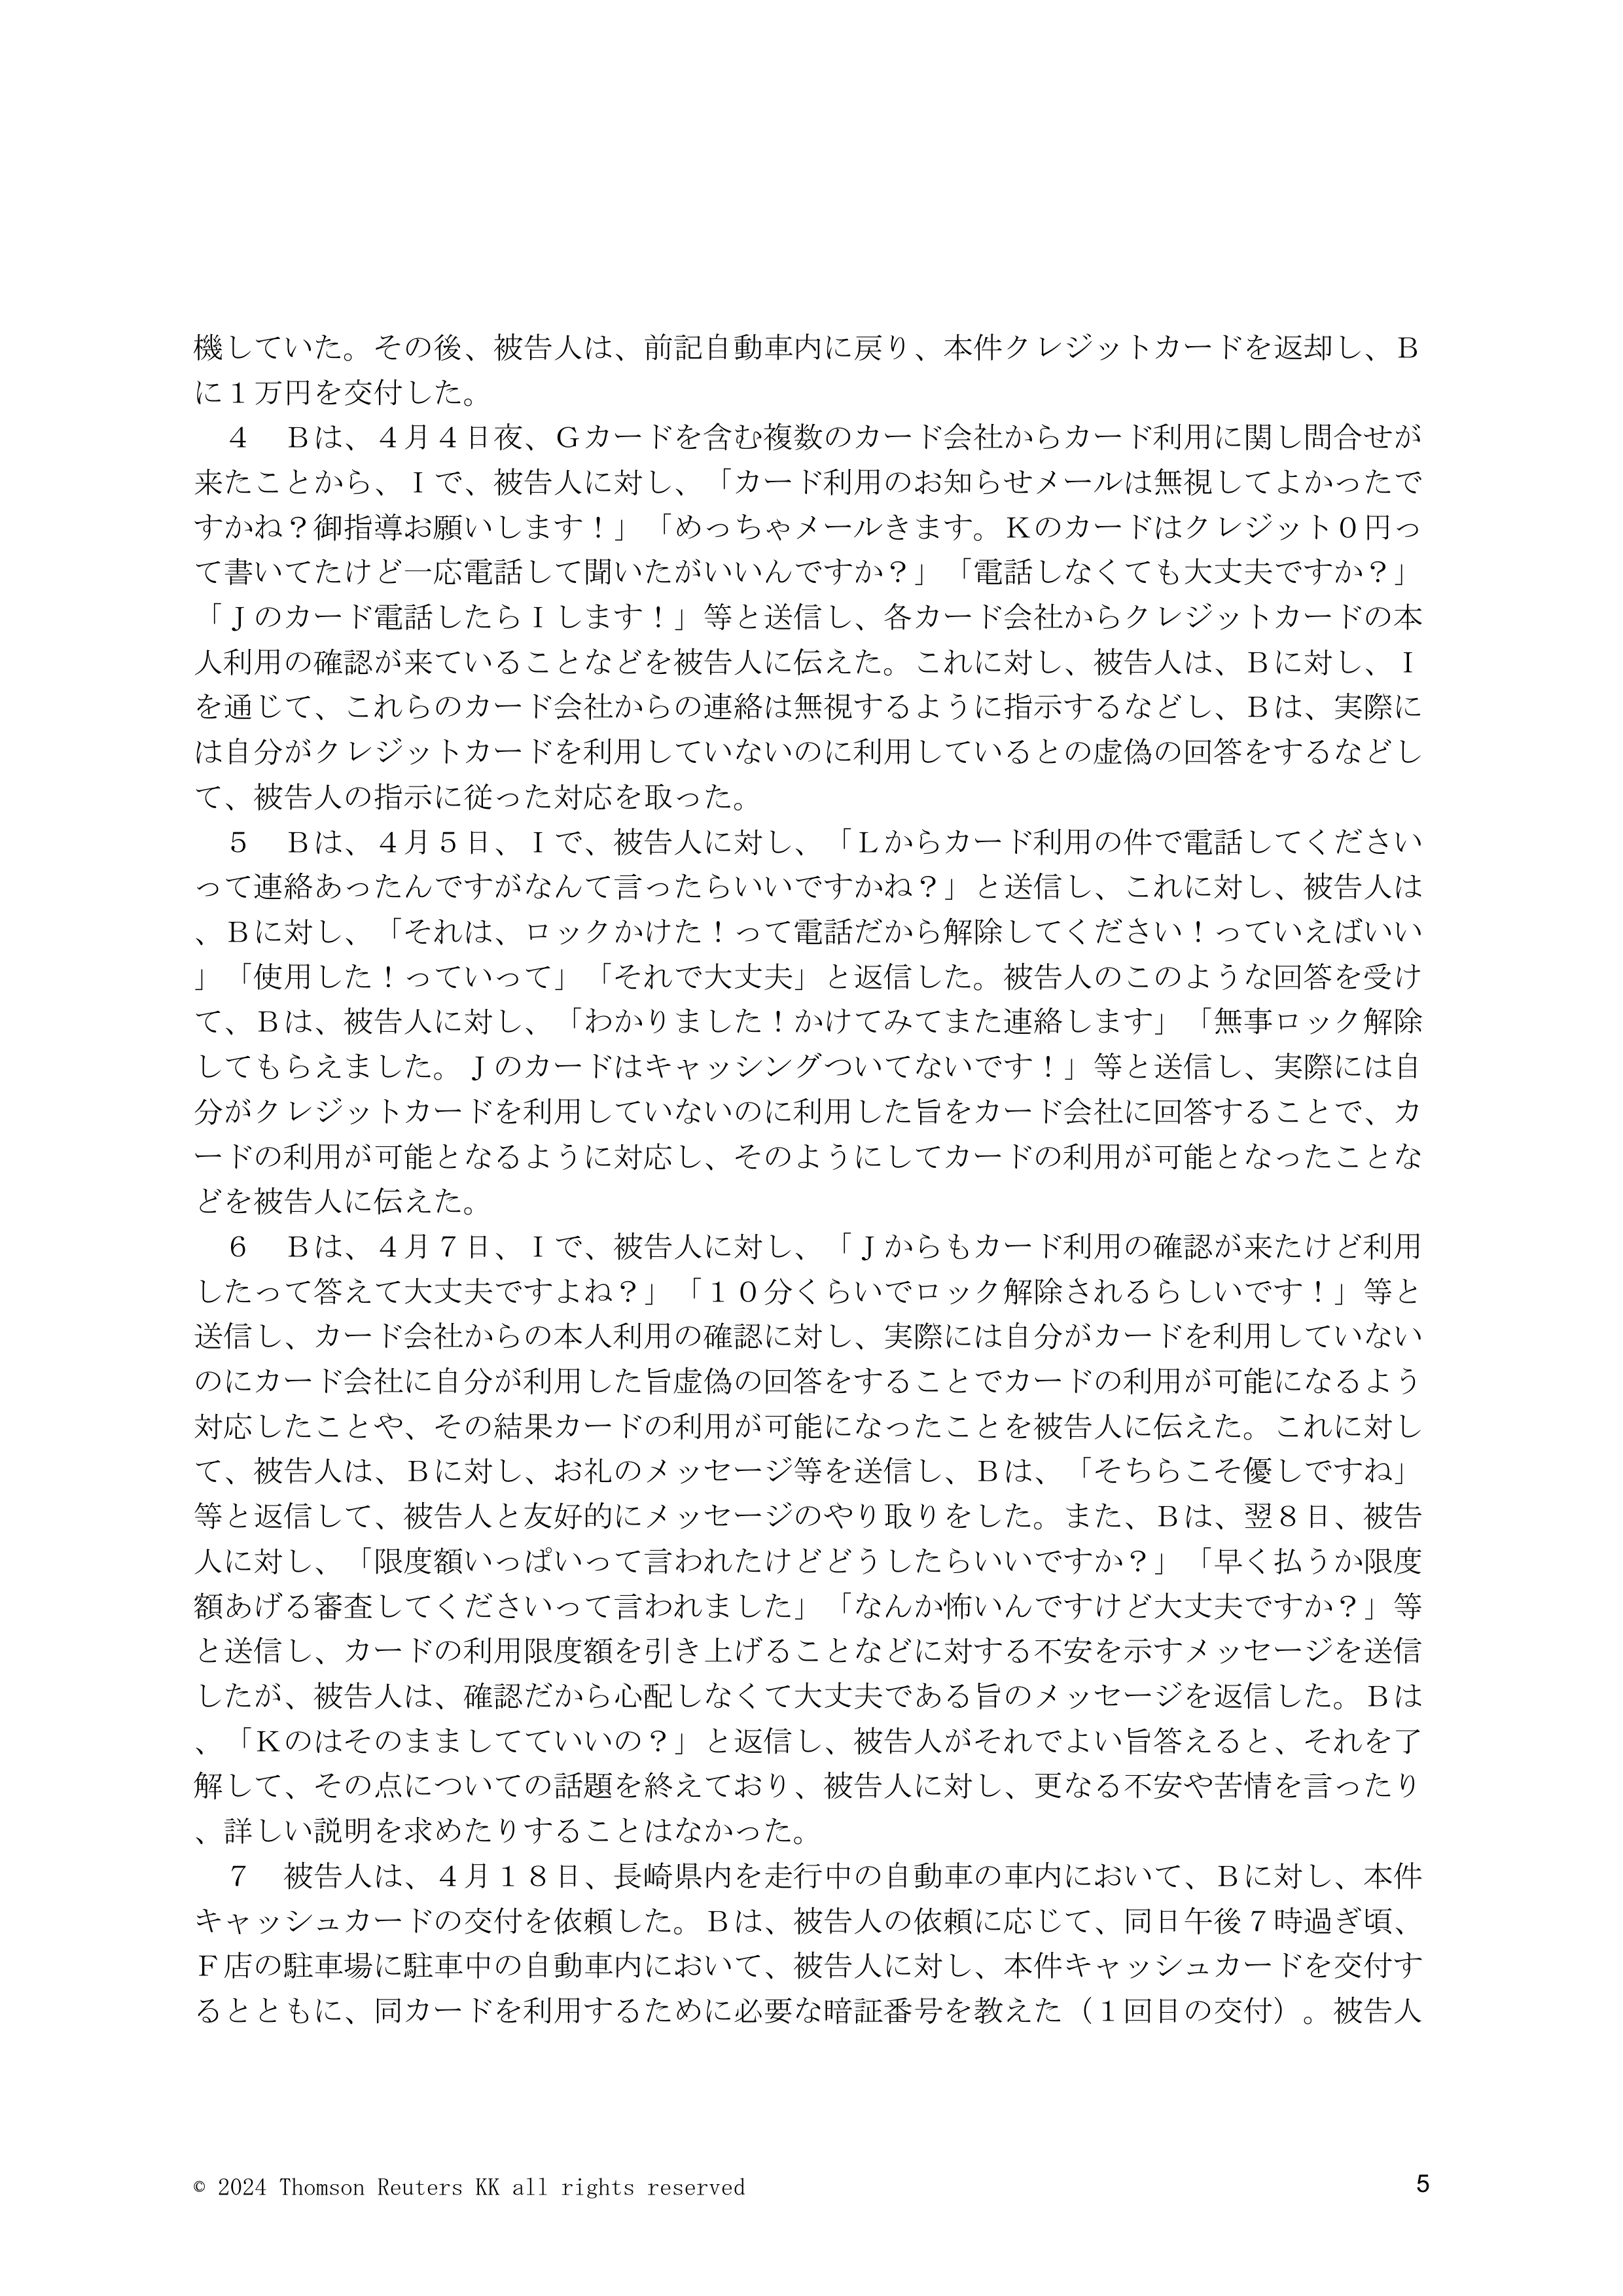 機していた。その後、被告人は、前記自動車内に戻り、本件クレジットカードを返却し、Ｂ
に１万円を交付した。
　４　Ｂは、４月４日夜、Ｇカードを含む複数のカード会社からカード利用に関し問合せが
来たことから、Ｉで、被告人に対し、「カード利用のお知らせメールは無視してよかったで
すかね？御指導お願いします！」「めっちゃメールきます。Ｋのカードはクレジット０円っ
て書いてたけど一応電話して聞いたがいいんですか？」「電話しなくても大丈夫ですか？」
「Ｊのカード電話したらＩします！」等と送信し、各カード会社からクレジットカードの本
人利用の確認が来ていることなどを被告人に伝えた。これに対し、被告人は、Ｂに対し、Ｉ
を通じて、これらのカード会社からの連絡は無視するように指示するなどし、Ｂは、実際に
は自分がクレジットカードを利用していないのに利用しているとの虚偽の回答をするなどし
て、被告人の指示に従った対応を取った。
　５　Ｂは、４月５日、Ｉで、被告人に対し、「Ｌからカード利用の件で電話してください
って連絡あったんですがなんて言ったらいいですかね？」と送信し、これに対し、被告人は
、Ｂに対し、「それは、ロックかけた！って電話だから解除してください！っていえばいい
」「使用した！っていって」「それで大丈夫」と返信した。被告人のこのような回答を受け
て、Ｂは、被告人に対し、「わかりました！かけてみてまた連絡します」「無事ロック解除
してもらえました。Ｊのカードはキャッシングついてないです！」等と送信し、実際には自
分がクレジットカードを利用していないのに利用した旨をカード会社に回答することで、カ
ードの利用が可能となるように対応し、そのようにしてカードの利用が可能となったことな
どを被告人に伝えた。
　６　Ｂは、４月７日、Ｉで、被告人に対し、「Ｊからもカード利用の確認が来たけど利用
したって答えて大丈夫ですよね？」「１０分くらいでロック解除されるらしいです！」等と
送信し、カード会社からの本人利用の確認に対し、実際には自分がカードを利用していない
のにカード会社に自分が利用した旨虚偽の回答をすることでカードの利用が可能になるよう
対応したことや、その結果カードの利用が可能になったことを被告人に伝えた。これに対し
て、被告人は、Ｂに対し、お礼のメッセージ等を送信し、Ｂは、「そちらこそ優しですね」
等と返信して、被告人と友好的にメッセージのやり取りをした。また、Ｂは、翌８日、被告
人に対し、「限度額いっぱいって言われたけどどうしたらいいですか？」「早く払うか限度
額あげる審査してくださいって言われました」「なんか怖いんですけど大丈夫ですか？」等
と送信し、カードの利用限度額を引き上げることなどに対する不安を示すメッセージを送信
したが、被告人は、確認だから心配しなくて大丈夫である旨のメッセージを返信した。Ｂは
、「Ｋのはそのまましてていいの？」と返信し、被告人がそれでよい旨答えると、それを了
解して、その点についての話題を終えており、被告人に対し、更なる不安や苦情を言ったり
、詳しい説明を求めたりすることはなかった。
　７　被告人は、４月１８日、長崎県内を走行中の自動車の車内において、Ｂに対し、本件
キャッシュカードの交付を依頼した。Ｂは、被告人の依頼に応じて、同日午後７時過ぎ頃、
Ｆ店の駐車場に駐車中の自動車内において、被告人に対し、本件キャッシュカードを交付す
るとともに、同カードを利用するために必要な暗証番号を教えた（１回目の交付）。被告人
© 2024 Thomson Reuters KK all rights reserved
5